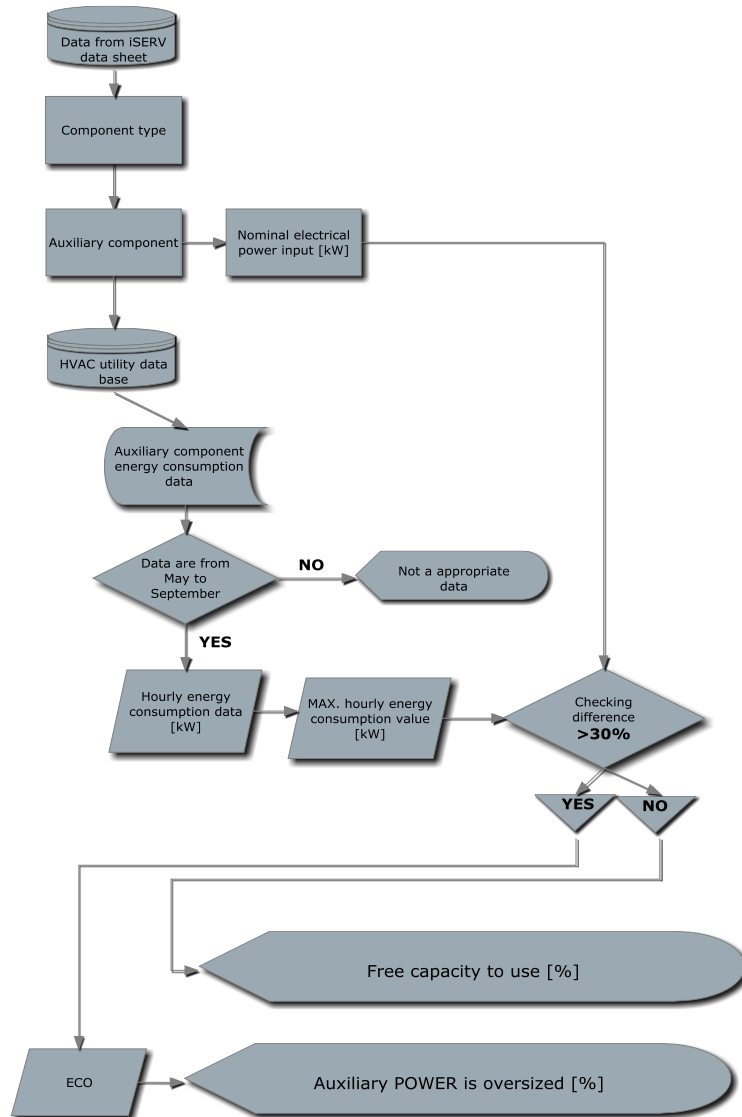 Data from iSERV
data sheet
Component type
Auxiliary component
Nominal electrical
power input [kW]
HVAC utility data
base
Auxiliary component
energy consumption
data
Data are from
May to
September
NO
Not a appropriate
data
YES
Hourly energy
consumption data
[kW]
MAX. hourly energy
consumption value
[kW]
Checking
difference
>30%
YES
NO
Free capacity to use [%]
ECO
Auxiliary POWER is oversized [%]